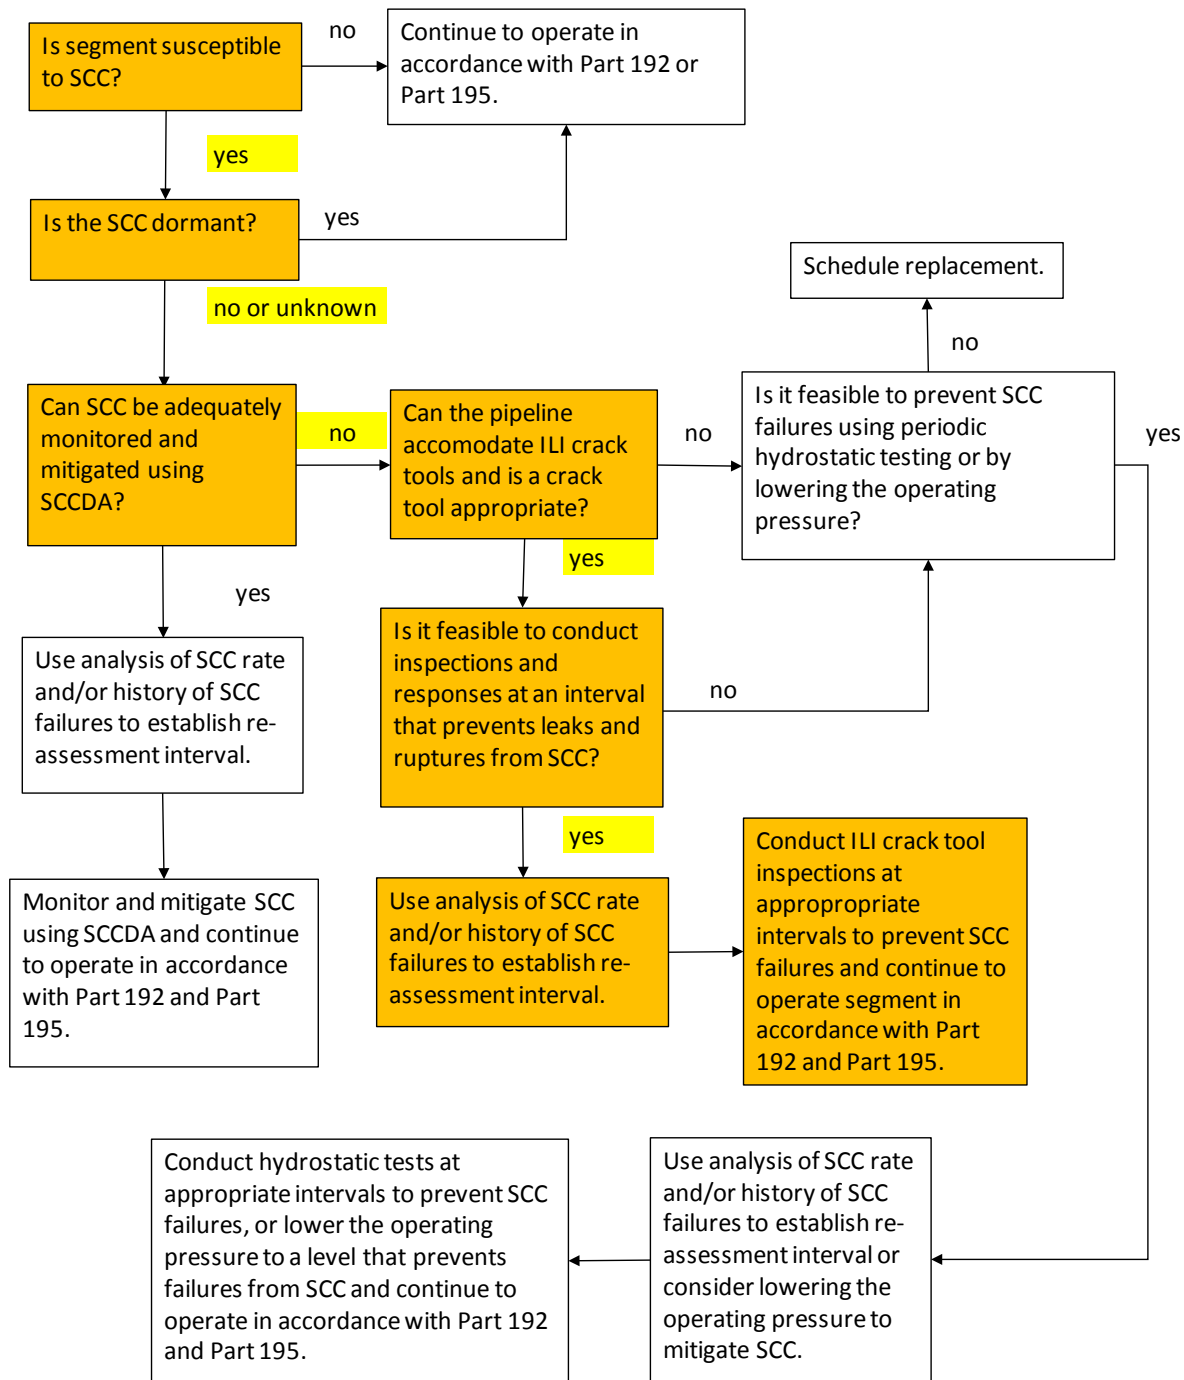 Is segment susceptible
to SCC?
no
Continue to operate in
accordance with Part 192 or
Part 195.
yes
Is the SCC dormant?
yes
no or unknown
Schedule replacement.
no
Can SCC be adequately
monitored and
mitigated using
SCCDA?
no
Can the pipeline
accomodate ILI crack
tools and is a crack
tool appropriate?
no
Is it feasible to prevent SCC
failures using periodic
hydrostatic testing or by
lowering the operating
pressure?
yes
yes
yes
Use analysis of SCC rate
and/or history of SCC
failures to establish re-
assessment interval.
Is it feasible to conduct
inspections and
responses at an interval
that prevents leaks and
ruptures from SCC?
no
yes
Monitor and mitigate SCC
using SCCDA and continue
to operate in accordance
with Part 192 and Part
195.
Use analysis of SCC rate
and/or history of SCC
failures to establish re-
assessment interval.
Conduct ILI crack tool
inspections at
appropropriate
intervals to prevent SCC
failures and continue to
operate segment in
accordance with Part
192 and Part 195.
Conduct hydrostatic tests at
appropriate intervals to prevent SCC
failures, or lower the operating
pressure to a level that prevents
failures from SCC and continue to
operate in accordance with Part 192
and Part 195.
Use analysis of SCC rate
and/or history of SCC
failures to establish re-
assessment interval or
consider lowering the
operating pressure to
mitigate SCC.